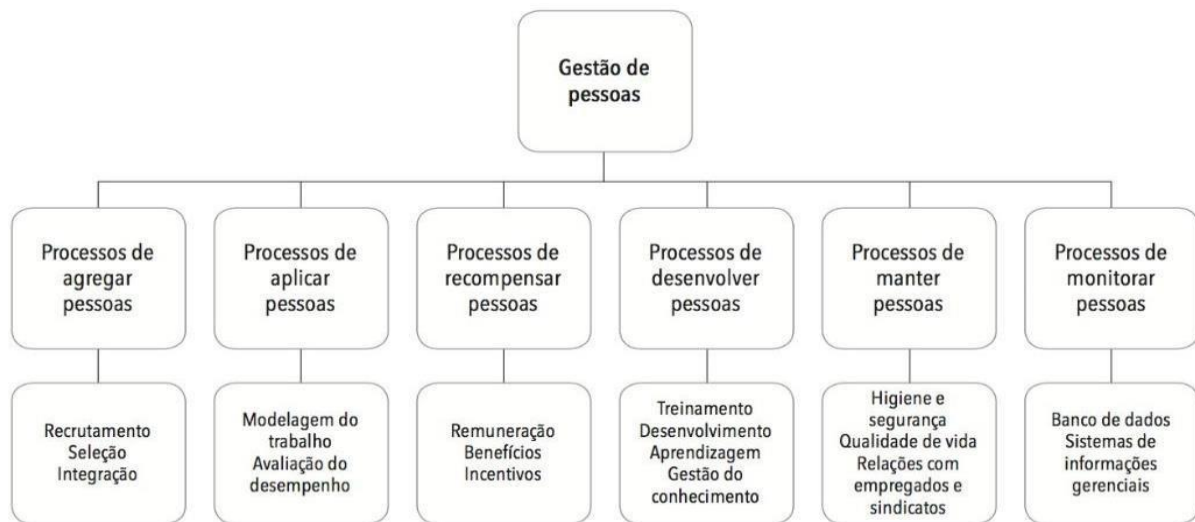 Gestão de
pessoas
Processos de
agregar
pessoas
Processos de
aplicar
pessoas
Processos de
recompensar
pessoas
Processos de
desenvolver
pessoas
Processos de
manter
pessoas
Processos de
monitorar
pessoas
Recrutamento
Seleção
Integração
Modelagem do
trabalho
Avaliação do
desempenho
Remuneração
Benefícios
Incentivos
Treinamento
Desenvolvimento
Aprendizagem
Gestão do
conhecimento
Higiene e
segurança
Qualidade de vida
Relações com
empregados e
sindicatos
Banco de dados
Sistemas de
informações
gerenciais